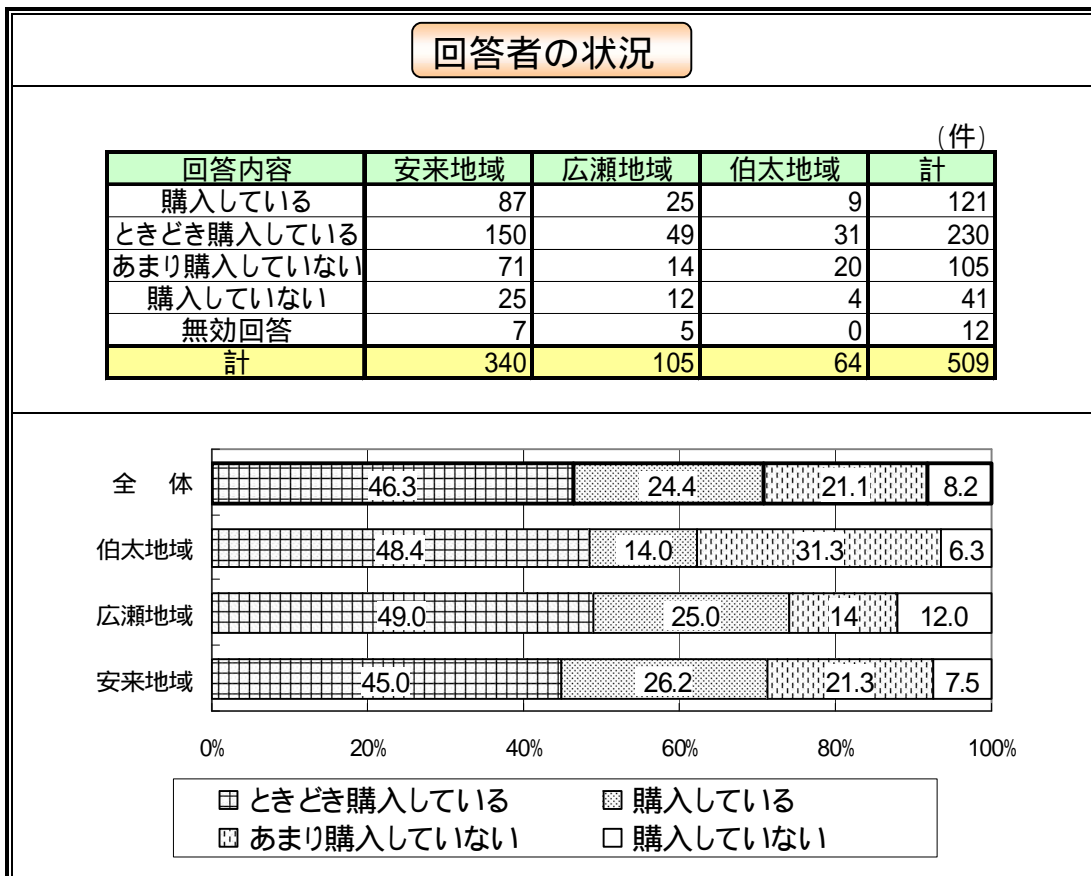 回答者の状況
(件)
回答内容 安来地域 広瀬地域 伯太地域 計
購入している 87 25 9 121
ときどき購入している 150 49 31 230
あまり購入していない 71 14 20 105
購入していない 25 12 4 41
無効回答 7 5 0 12
計 340 105 64 509
全 体 46.3 24.4 21.1 8.2
伯太地域 48.4 14.0 31.3 6.3
広瀬地域 49.0 25.0 14 12.0
安来地域 45.0 26.2 21.3 7.5
0% 20% 40% 60% 80% 100%
ときどき購入している 購入している
あまり購入していない 購入していない